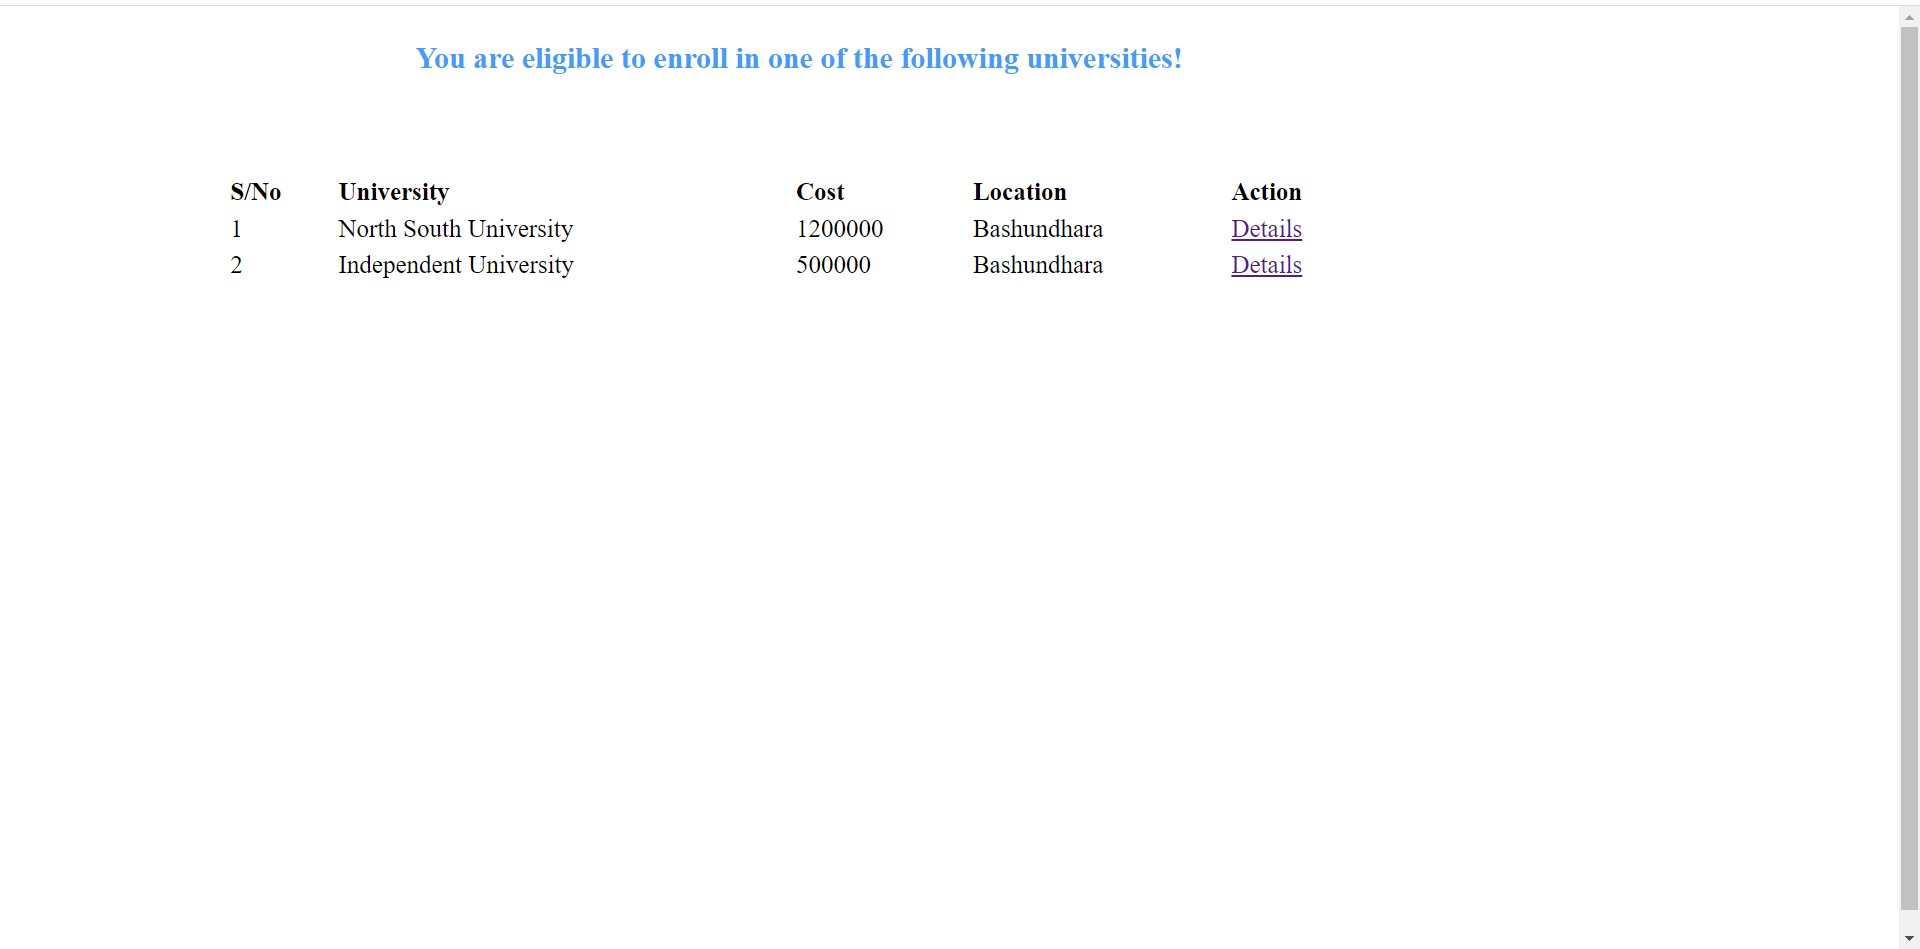 You are eligible to enroll in one of the following universities!
S/No University Cost Location Action
1 North South University 1200000 Bashundhara Details
2 Independent University 500000 Bashundhara Details